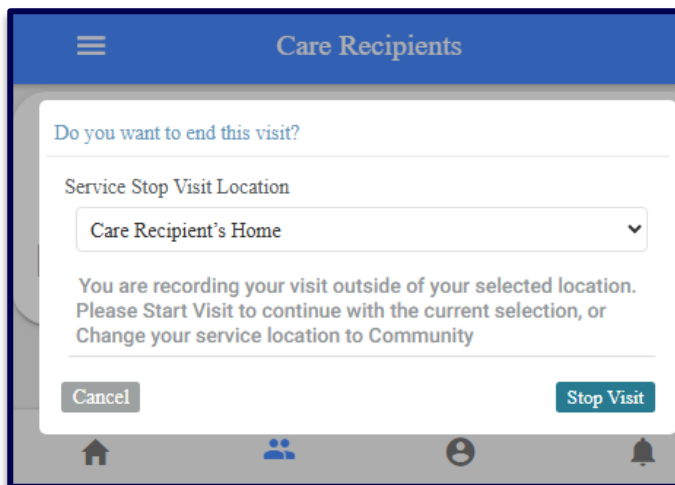 Care Recipients
Do you want to end this visit?
Service Stop Visit Location
Care Recipient's Home
You are recording your visit outside of your selected location.
Please Start Visit to continue with the current selection, or
Change your service location to Community
Cancel
Stop Visit